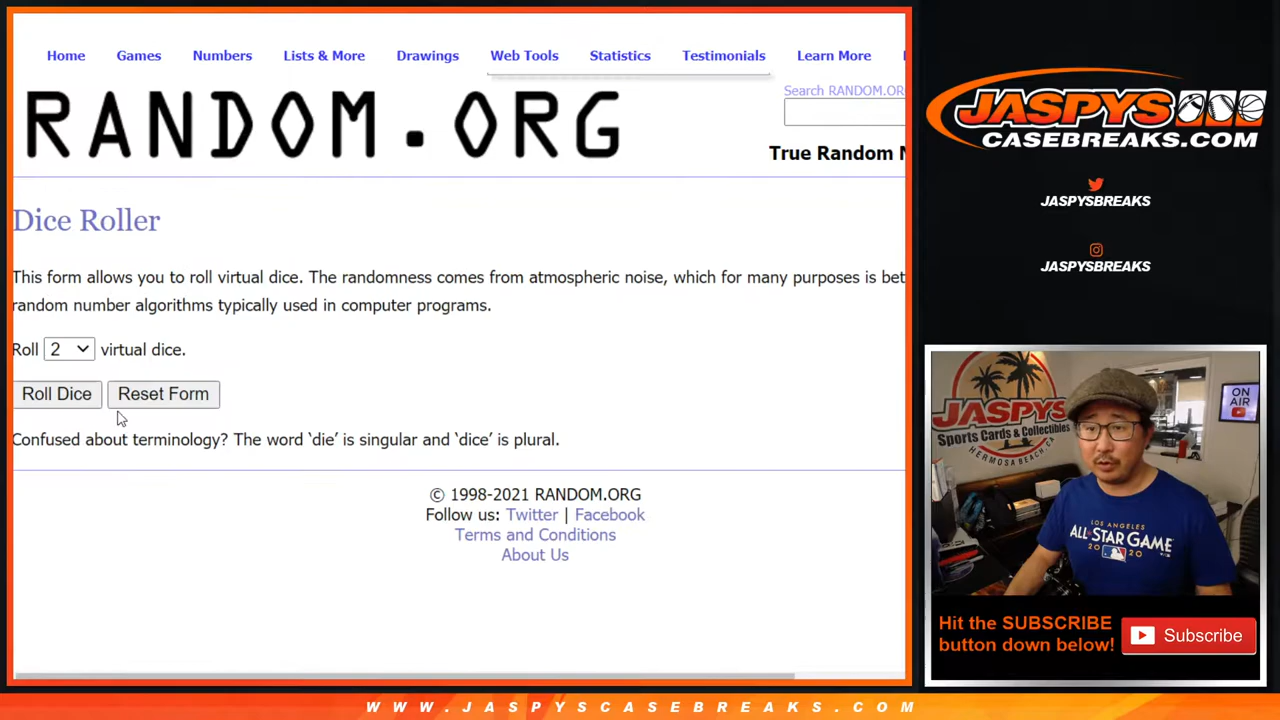 Home Games Numbers Lists & More Drawings Web Tools Statistics Testimonials Learn More
RANDOM.ORG
Search RANDOM.OR
True Random N
Dice Roller
This form allows you to roll virtual dice. The randomness comes from atmospheric noise, which for many purposes is bet
random number algorithms typically used in computer programs.
Roll 2 virtual dice.
Roll Dice Reset Form
Confused about terminology? The word ‘die’ is singular and ‘dice’ is plural.
© 1998-2021 RANDOM.ORG
Follow us: Twitter | Facebook
Terms and Conditions
About Us
JASPYS
CASEBREAKS.COM
JASPYSBREAKS
JASPYSBREAKS
JASPYS
Sports Cards & Collectibles
HERMOSA BEACH, CA
ON
AIR
LOS ANGELES
ALL-STAR GAME
2020
Hit the SUBSCRIBE
button down below!
Subscribe
WWW.JASPYSCASEBREAKS.COM